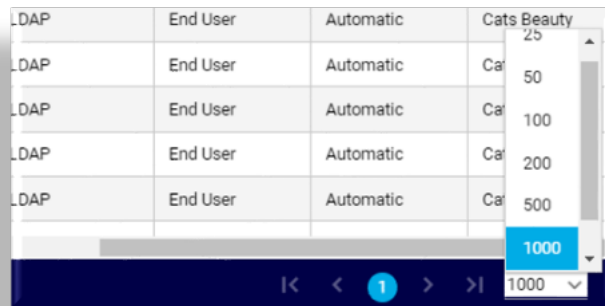 LDAP End User Automatic Cats Beauty
LDAP End User Automatic Ca
LDAP End User Automatic Ca
LDAP End User Automatic Ca
LDAP End User Automatic Ca
25
50
100
200
500
1000
1 1000